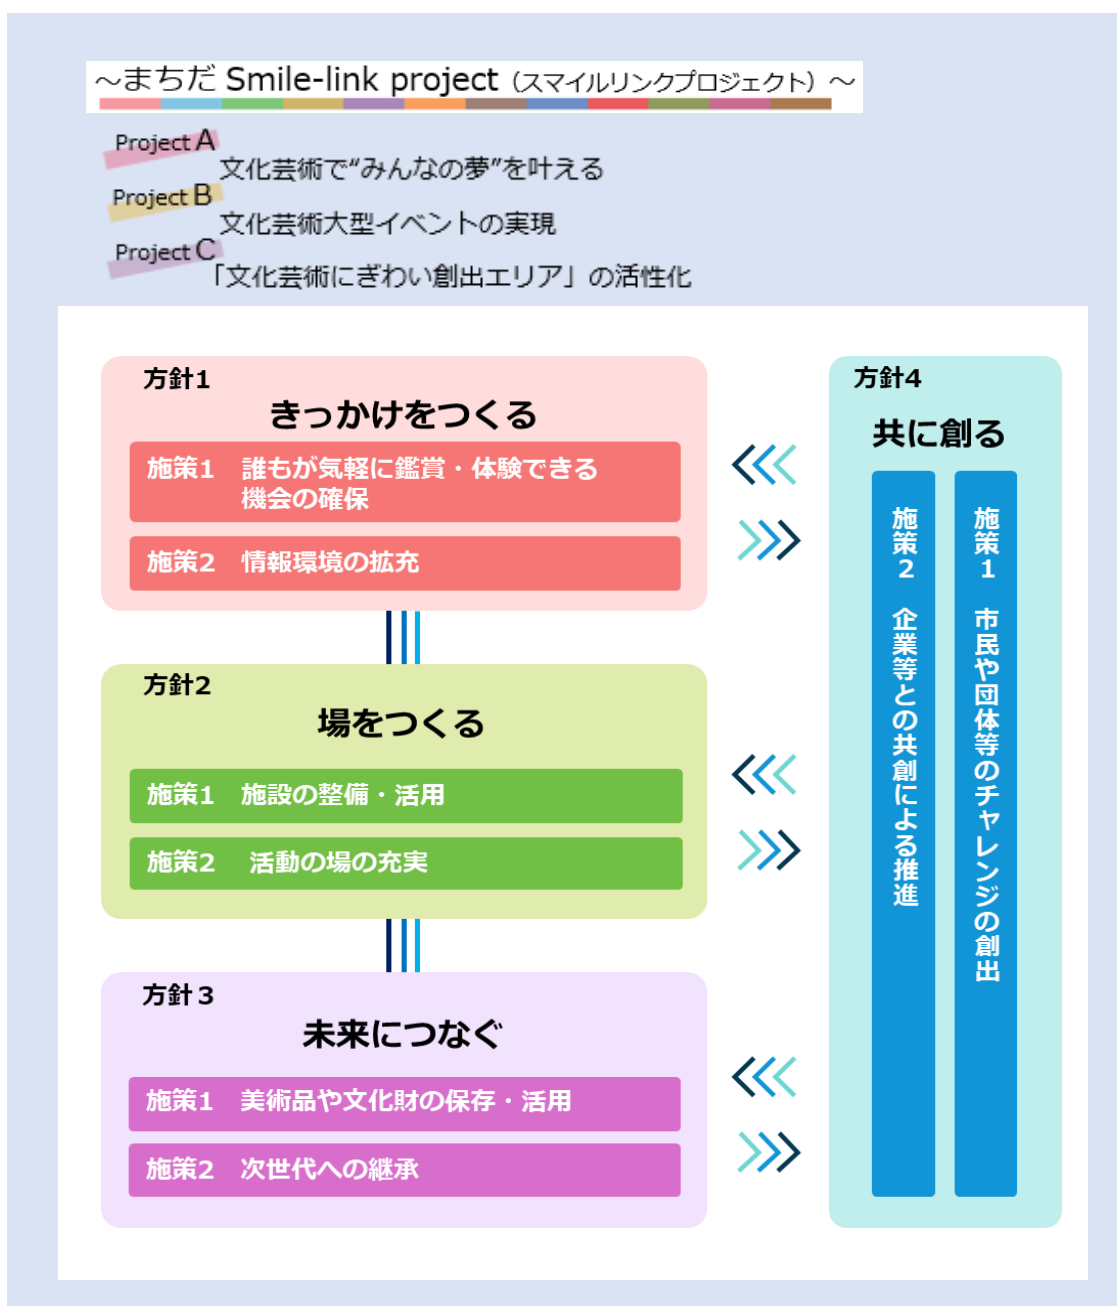 ～まちだ Smile-link project（スマイルリンクプロジェクト）～
Project A
文化芸術で“みんなの夢”を叶える
Project B
文化芸術大型イベントの実現
Project C
「文化芸術にぎわい創出エリア」の活性化
方針1
きっかけをつくる
施策1 誰もが気軽に鑑賞・体験できる
機会の確保
施策2 情報環境の拡充
方針2
場をつくる
施策1 施設の整備・活用
施策2 活動の場の充実
方針３
未来につなぐ
施策1 美術品や文化財の保存・活用
施策2 次世代への継承
方針4
共に創る
施策1 市民や団体等のチャレンジの創出
施策2 企業等との共創による推進